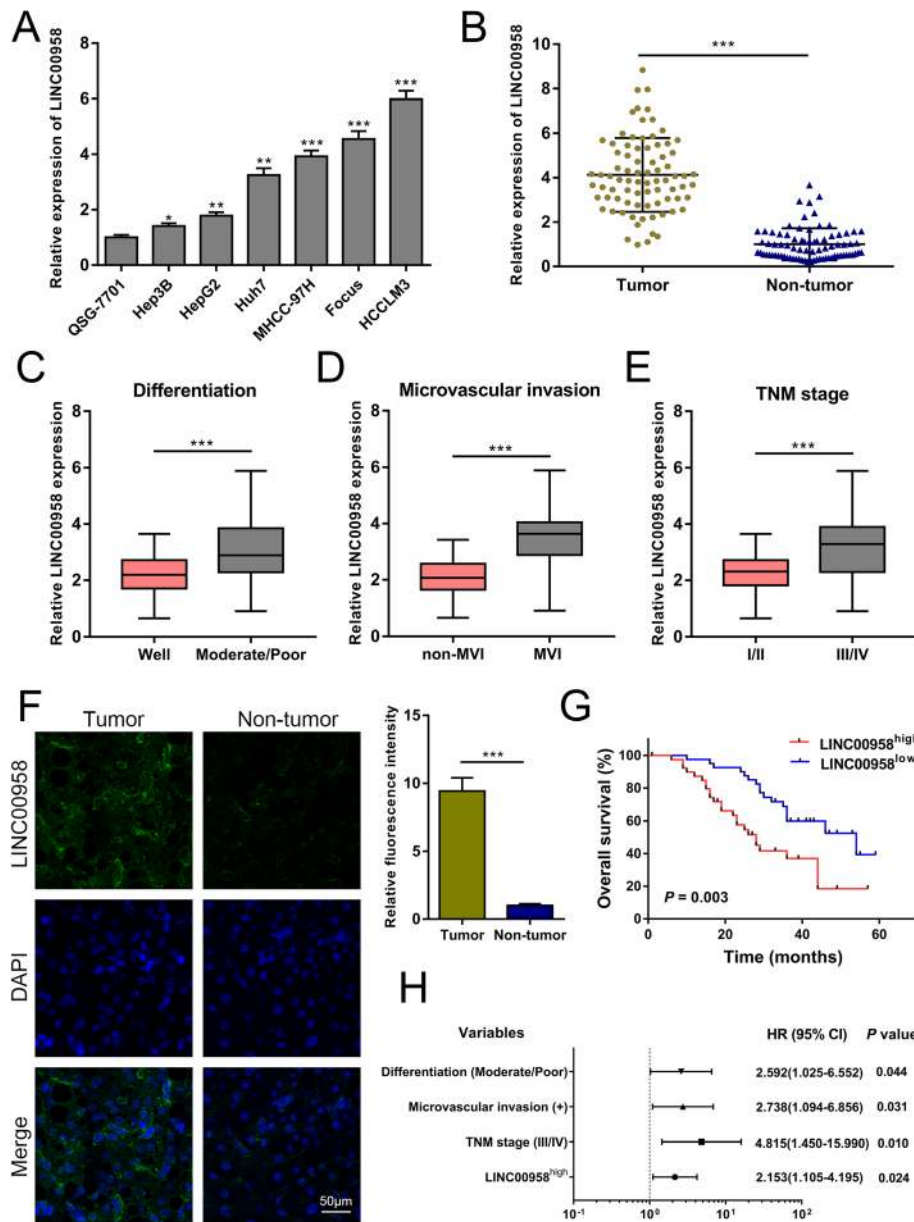 A
Relative expression of LINC00958
8
6
4
2
0
*
**
**
***
***
***
QSG-7701
Hep3B
HepG2
Huh7
MHCC-97H
Focus
HCCLM3
B
Relative expression of LINC00958
10
8
6
4
2
0
***
Tumor
Non-tumor
C
Differentiation
Relative LINC00958 expression
8
6
4
2
0
***
Well
Moderate/Poor
D
Microvascular invasion
Relative LINC00958 expression
8
6
4
2
0
***
non-MVI
MVI
E
TNM stage
Relative LINC00958 expression
8
6
4
2
0
***
I/II
III/IV
F
Tumor
Non-tumor
LINC00958
DAPI
Merge
50μm
Relative fluorescence intensity
15
10
5
0
***
Tumor
Non-tumor
G
LINC00958high
LINC00958low
Overall survival (%)
100
80
60
40
20
P = 0.003
0
20
40
60
Time (months)
H
Variables
HR (95% CI)
P value
Differentiation (Moderate/Poor)
2.592(1.025-6.552)
0.044
Microvascular invasion (+)
2.738(1.094-6.856)
0.031
TNM stage (III/IV)
4.815(1.450-15.990)
0.010
LINC00958high
2.153(1.105-4.195)
0.024
10-1
100
101
102